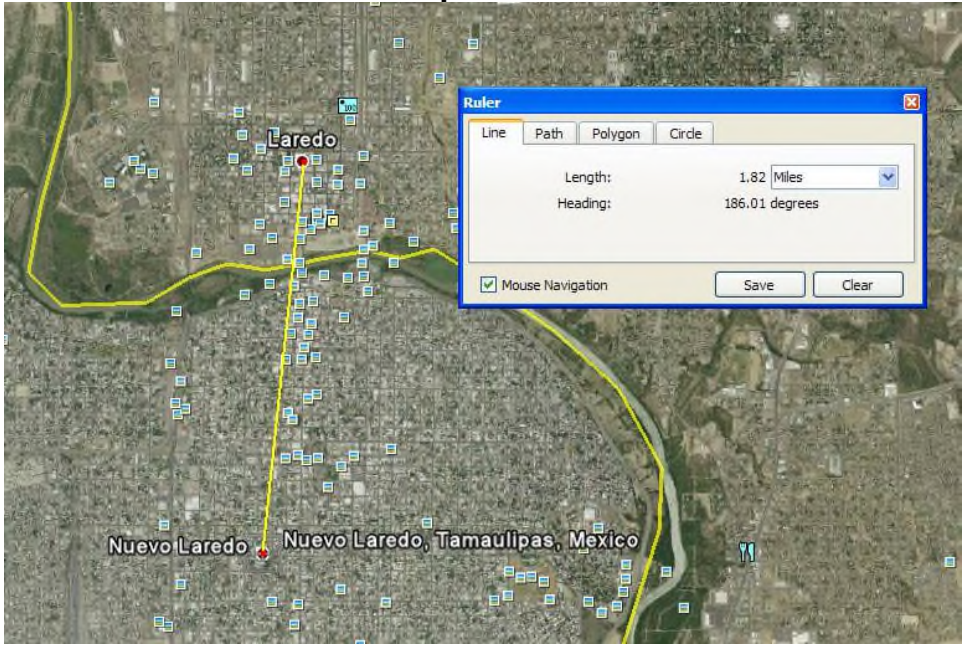 Ruler
Line Path Polygon Circle
Length: 1.82 Miles
Heading: 186.01 degrees
Mouse Navigation Save Clear
Laredo
Nuevo Laredo
Nuevo Laredo, Tamaulipas, Mexico